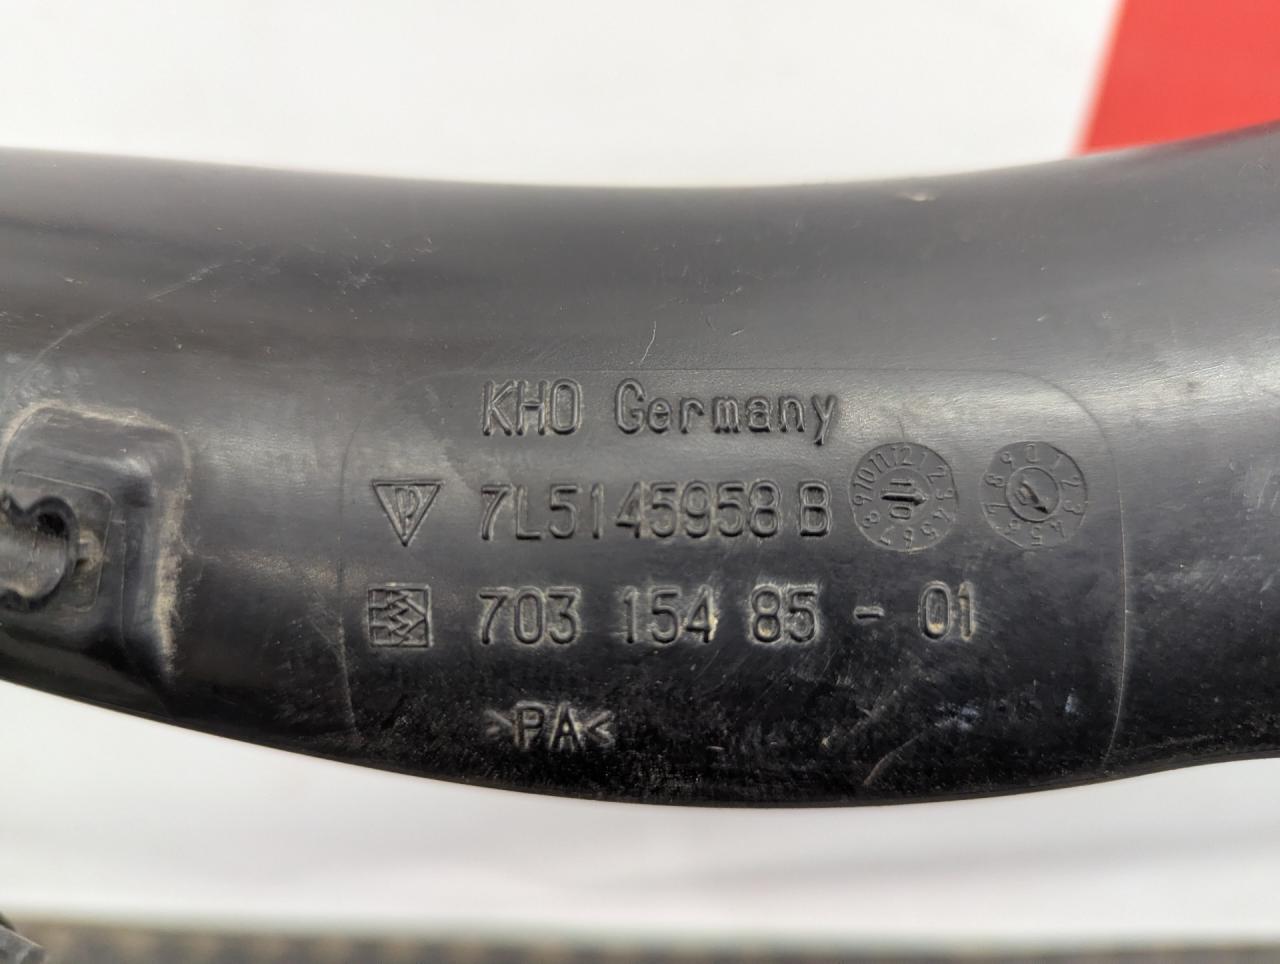 KHO Germany
7L5145958 B
703 154 85 - 01
>PA<